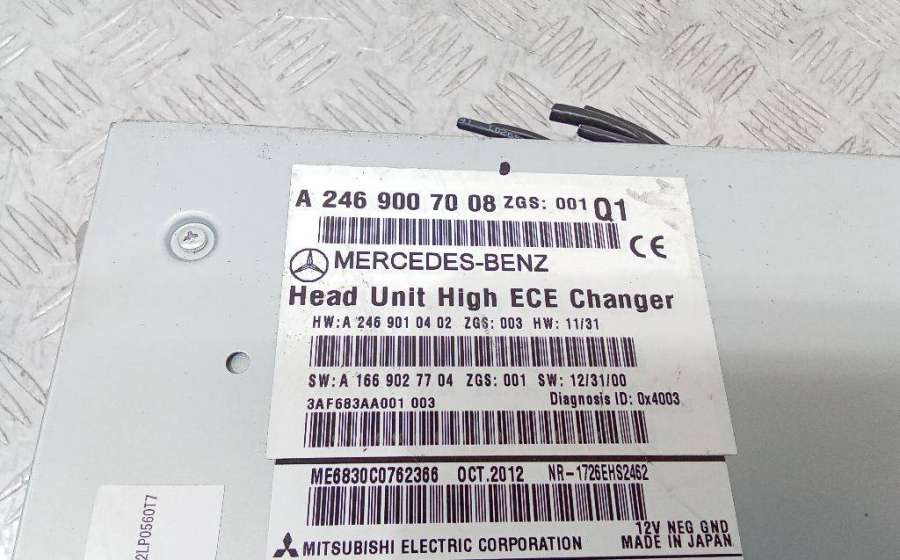 A 246 900 70 08 ZGS: 001 Q1
CE
MERCEDES-BENZ
Head Unit High ECE Changer
HW:A 246 901 04 02 ZGS: 003 HW: 11/31
SW:A 166 902 77 04 ZGS: 001 SW: 12/31/00
3AF683AA001 003 Diagnosis ID: 0x4003
ME6830C0762366 OCT.2012 NR-1726EHS2462
12V NEG GND
MITSUBISHI ELECTRIC CORPORATION MADE IN JAPAN
2LP0560T7